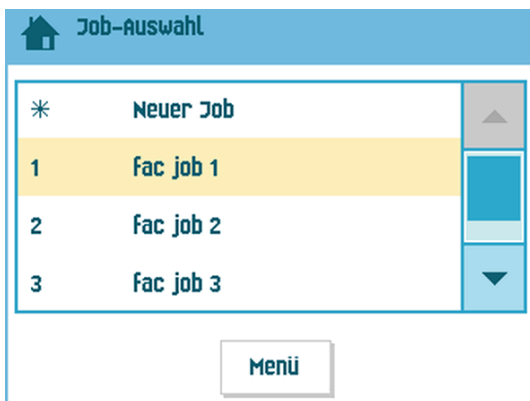 Job-Auswahl
* Neuer Job
1 fac job 1
2 fac job 2
3 fac job 3
Menü